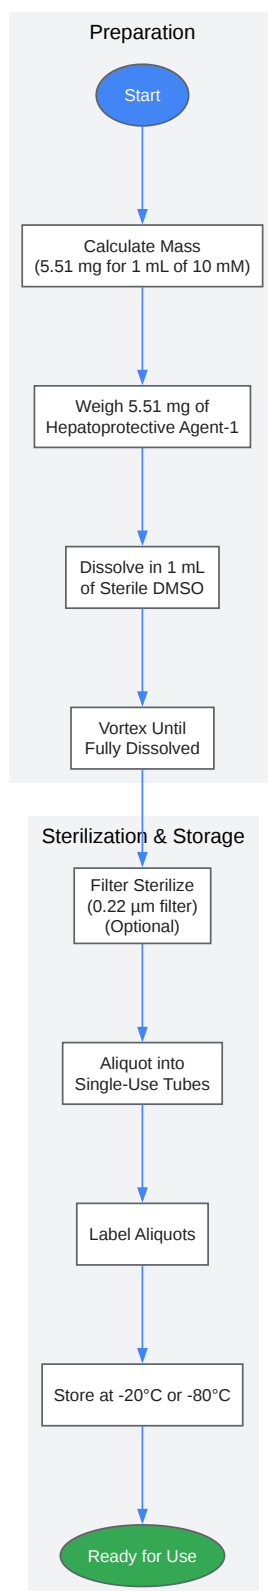 Preparation
Start
Calculate Mass
(5.51 mg for 1 mL of 10 mM)
Weigh 5.51 mg of
Hepatoprotective Agent-1
Dissolve in 1 mL
of Sterile DMSO
Vortex Until
Fully Dissolved
Sterilization & Storage
Filter Sterilize
(0.22 µm filter)
(Optional)
Aliquot into
Single-Use Tubes
Label Aliquots
Store at -20°C or -80°C
Ready for Use